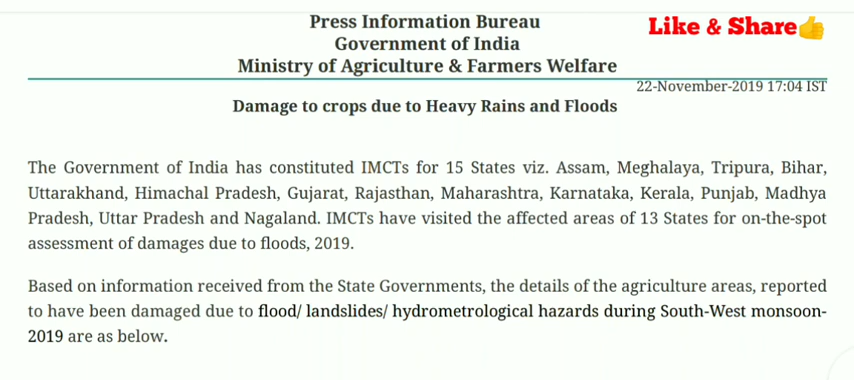 Press Information Bureau
Like & Share
Government of India
Ministry of Agriculture & Farmers Welfare
22-November-2019 17:04 IST
Damage to crops due to Heavy Rains and Floods
The Government of India has constituted IMCTs for 15 States viz. Assam, Meghalaya, Tripura, Bihar,
Uttarakhand, Himachal Pradesh, Gujarat, Rajasthan, Maharashtra, Karnataka, Kerala, Punjab, Madhya
Pradesh, Uttar Pradesh and Nagaland. IMCTs have visited the affected areas of 13 States for on-the-spot
assessment of damages due to floods, 2019.
Based on information received from the State Governments, the details of the agriculture areas, reported
to have been damaged due to flood/ landslides/ hydrometrological hazards during South-West monsoon-
2019 are as below.